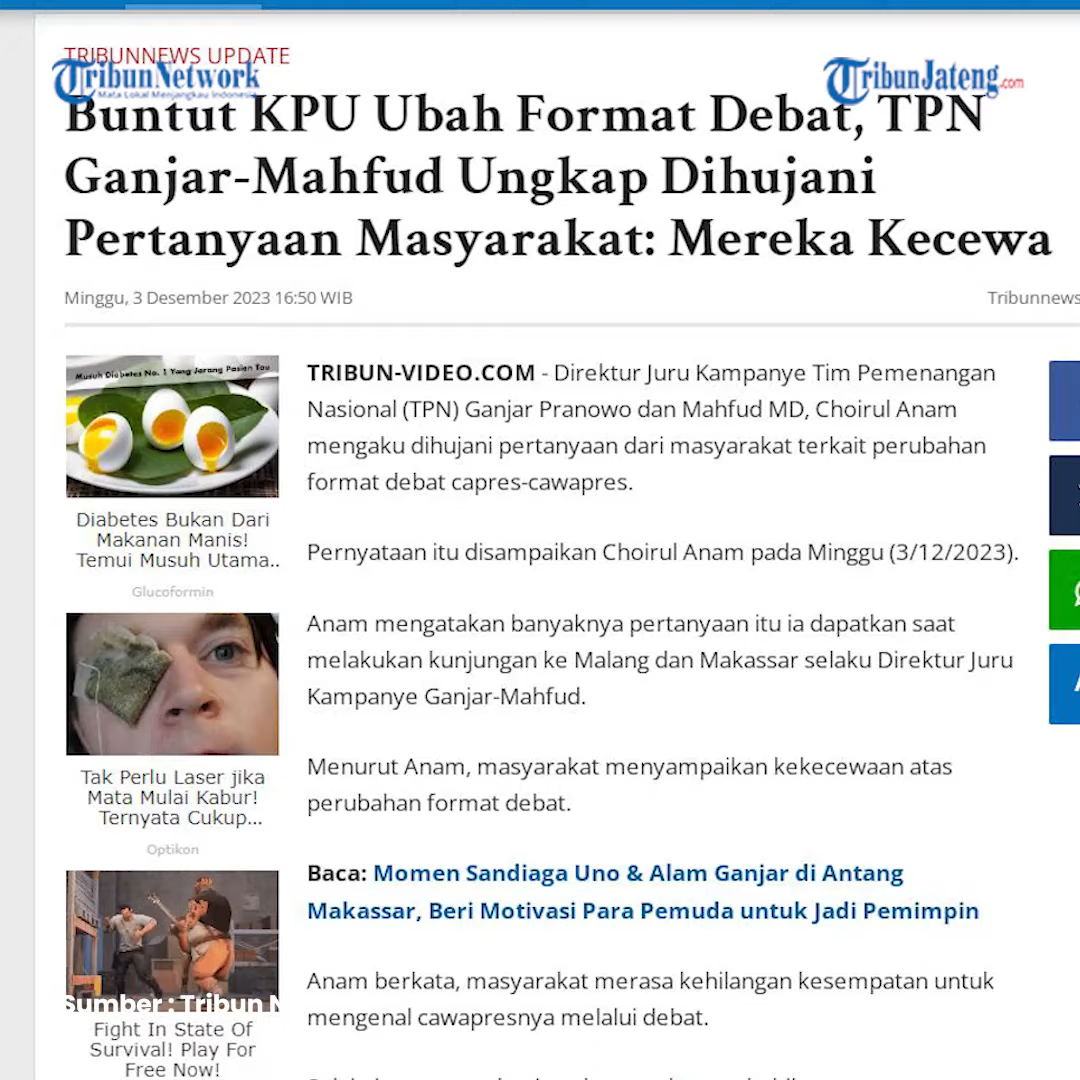 TRIBUNNEWS UPDATE
TribunNetwork
Mata Lokal Menjangkau Indonesia
TribunJateng.com
Buntut KPU Ubah Format Debat, TPN
Ganjar-Mahfud Ungkap Dihujani
Pertanyaan Masyarakat: Mereka Kecewa
Minggu, 3 Desember 2023 16:50 WIB
Tribunnews
Musuh Diabetes No. 1 Yang Jarang Pasien Tau
Diabetes Bukan Dari
Makanan Manis!
Temui Musuh Utama..
Glucoformin
Tak Perlu Laser jika
Mata Mulai Kabur!
Ternyata Cukup...
Optikon
Sumber : Tribun N
Fight In State Of
Survival! Play For
Free Now!
TRIBUN-VIDEO.COM - Direktur Juru Kampanye Tim Pemenangan
Nasional (TPN) Ganjar Pranowo dan Mahfud MD, Choirul Anam
mengaku dihujani pertanyaan dari masyarakat terkait perubahan
format debat capres-cawapres.
Pernyataan itu disampaikan Choirul Anam pada Minggu (3/12/2023).
Anam mengatakan banyaknya pertanyaan itu ia dapatkan saat
melakukan kunjungan ke Malang dan Makassar selaku Direktur Juru
Kampanye Ganjar-Mahfud.
Menurut Anam, masyarakat menyampaikan kekecewaan atas
perubahan format debat.
Baca: Momen Sandiaga Uno & Alam Ganjar di Antang
Makassar, Beri Motivasi Para Pemuda untuk Jadi Pemimpin
Anam berkata, masyarakat merasa kehilangan kesempatan untuk
mengenal cawapresnya melalui debat.